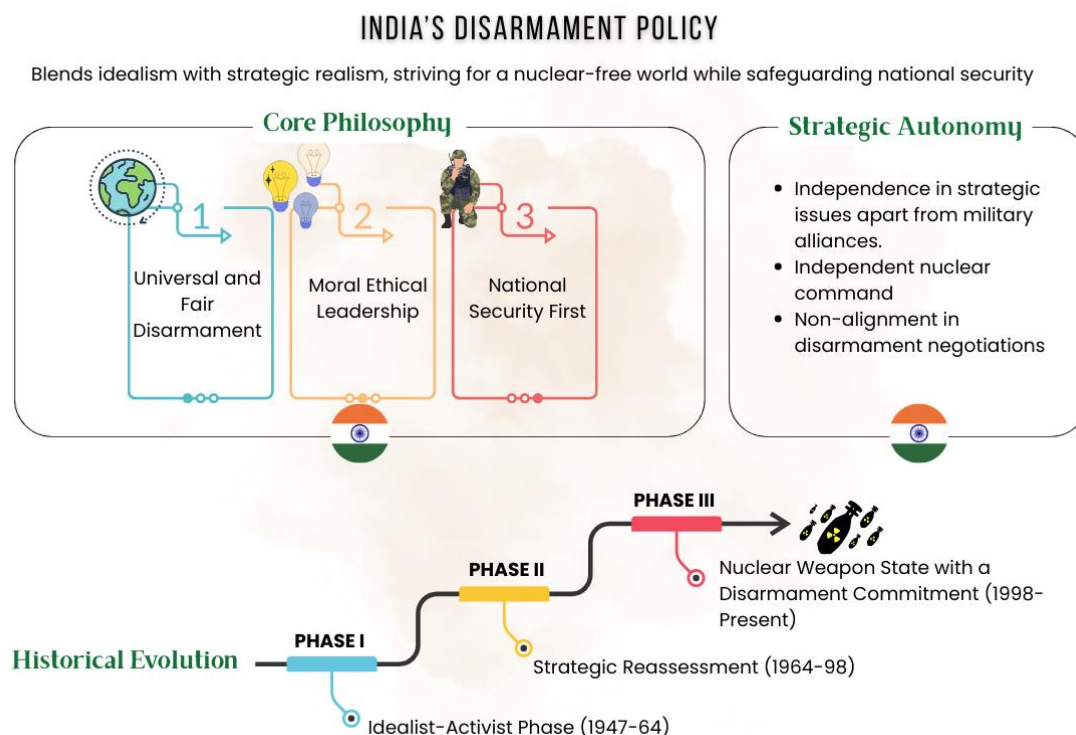 INDIA'S DISARMAMENT POLICY
Blends idealism with strategic realism, striving for a nuclear-free world while safeguarding national security
Core Philosophy
1
Universal and
Fair
Disarmament
2
Moral Ethical
Leadership
3
National
Security First
Strategic Autonomy
• Independence in strategic
issues apart from military
alliances.
• Independent nuclear
command
• Non-alignment in
disarmament negotiations
Historical Evolution
PHASE I
Idealist-Activist Phase (1947-64)
PHASE II
Strategic Reassessment (1964-98)
PHASE III
Nuclear Weapon State with a
Disarmament Commitment (1998-
Present)